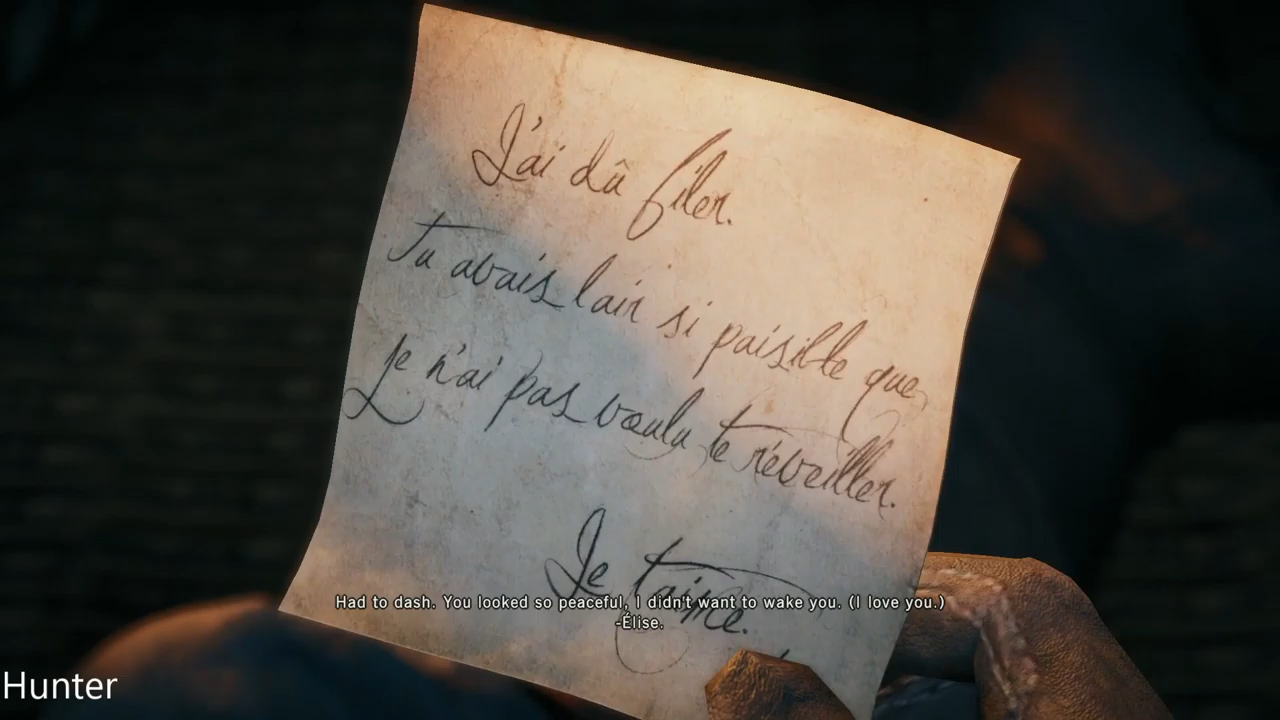 J'ai dû filer.
Tu avais l'air si paisible que
je n'ai pas voulu te réveiller.
Je t'aime.
Had to dash. You looked so peaceful, I didn't want to wake you. (I love you.)
-Élise.
Hunter